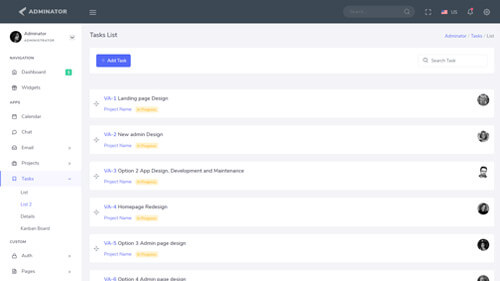 ADMINATOR
US
Adminator
ADMINISTRATOR
Tasks List
Adminator / Tasks / List
NAVIGATION
Dashboard
Widgets
+ Add Task
Search Task
APPS
Calendar
Chat
Email
Projects
Tasks
List
List 2
Details
Kanban Board
CUSTOM
Auth
Pages
VA-1 Landing page Design
Project Name In Progress
VA-2 New admin Design
Project Name In Progress
VA-3 Option 2 App Design, Development and Maintenance
Project Name In Progress
VA-4 Homepage Redesign
Project Name In Progress
VA-5 Option 3 Admin page design
Project Name In Progress
VA-6 Option 4 Admin page design